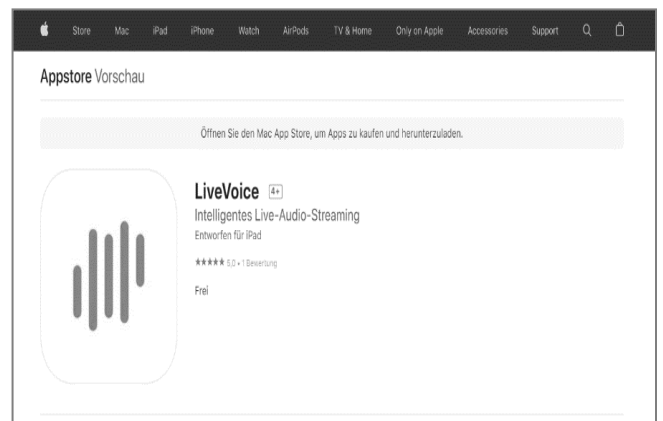 Store Mac iPad iPhone Watch AirPods TV & Home Only on Apple Accessories Support
Appstore Vorschau
Öffnen Sie den Mac App Store, um Apps zu kaufen und herunterzuladen.
LiveVoice 4+
Intelligentes Live-Audio-Streaming
Entworfen für iPad
★★★★★ 5,0 • 1 Bewertung
Frei